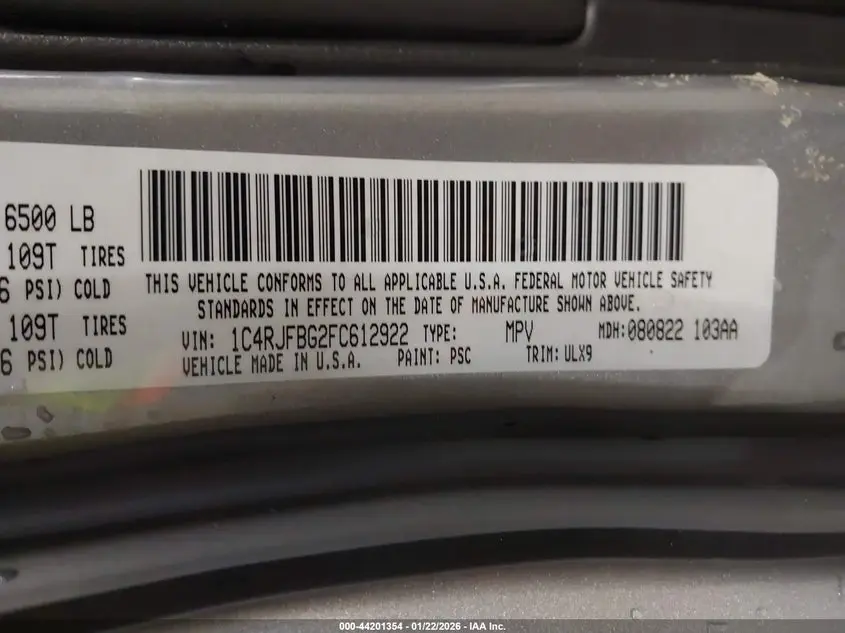 6500 LB
109T TIRES
6 PSI) COLD
109T TIRES
6 PSI) COLD
THIS VEHICLE CONFORMS TO ALL APPLICABLE U.S.A. FEDERAL MOTOR VEHICLE SAFETY
STANDARDS IN EFFECT ON THE DATE OF MANUFACTURE SHOWN ABOVE.
VIN: 1C4RJFBG2FC612922 TYPE: MPV MDH:080822 103AA
VEHICLE MADE IN U.S.A. PAINT: PSC TRIM: ULX9
000-44201354 - 01/22/2026 - IAA Inc.